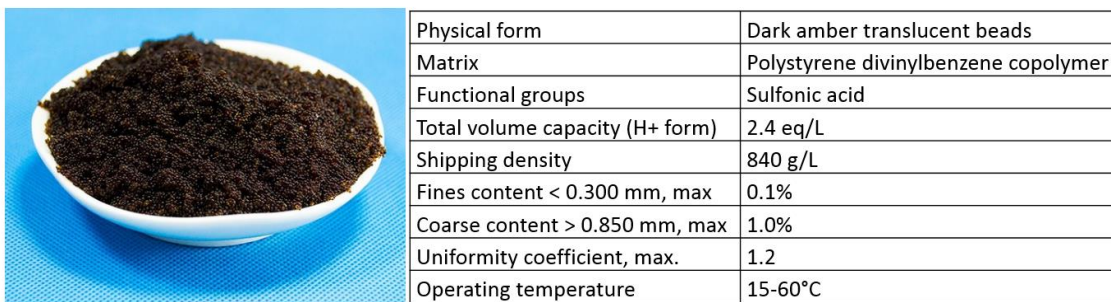 Physical form Dark amber translucent beads
Matrix Polystyrene divinylbenzene copolymer
Functional groups Sulfonic acid
Total volume capacity (H+ form) 2.4 eq/L
Shipping density 840 g/L
Fines content < 0.300 mm, max 0.1%
Coarse content > 0.850 mm, max 1.0%
Uniformity coefficient, max. 1.2
Operating temperature 15-60°C